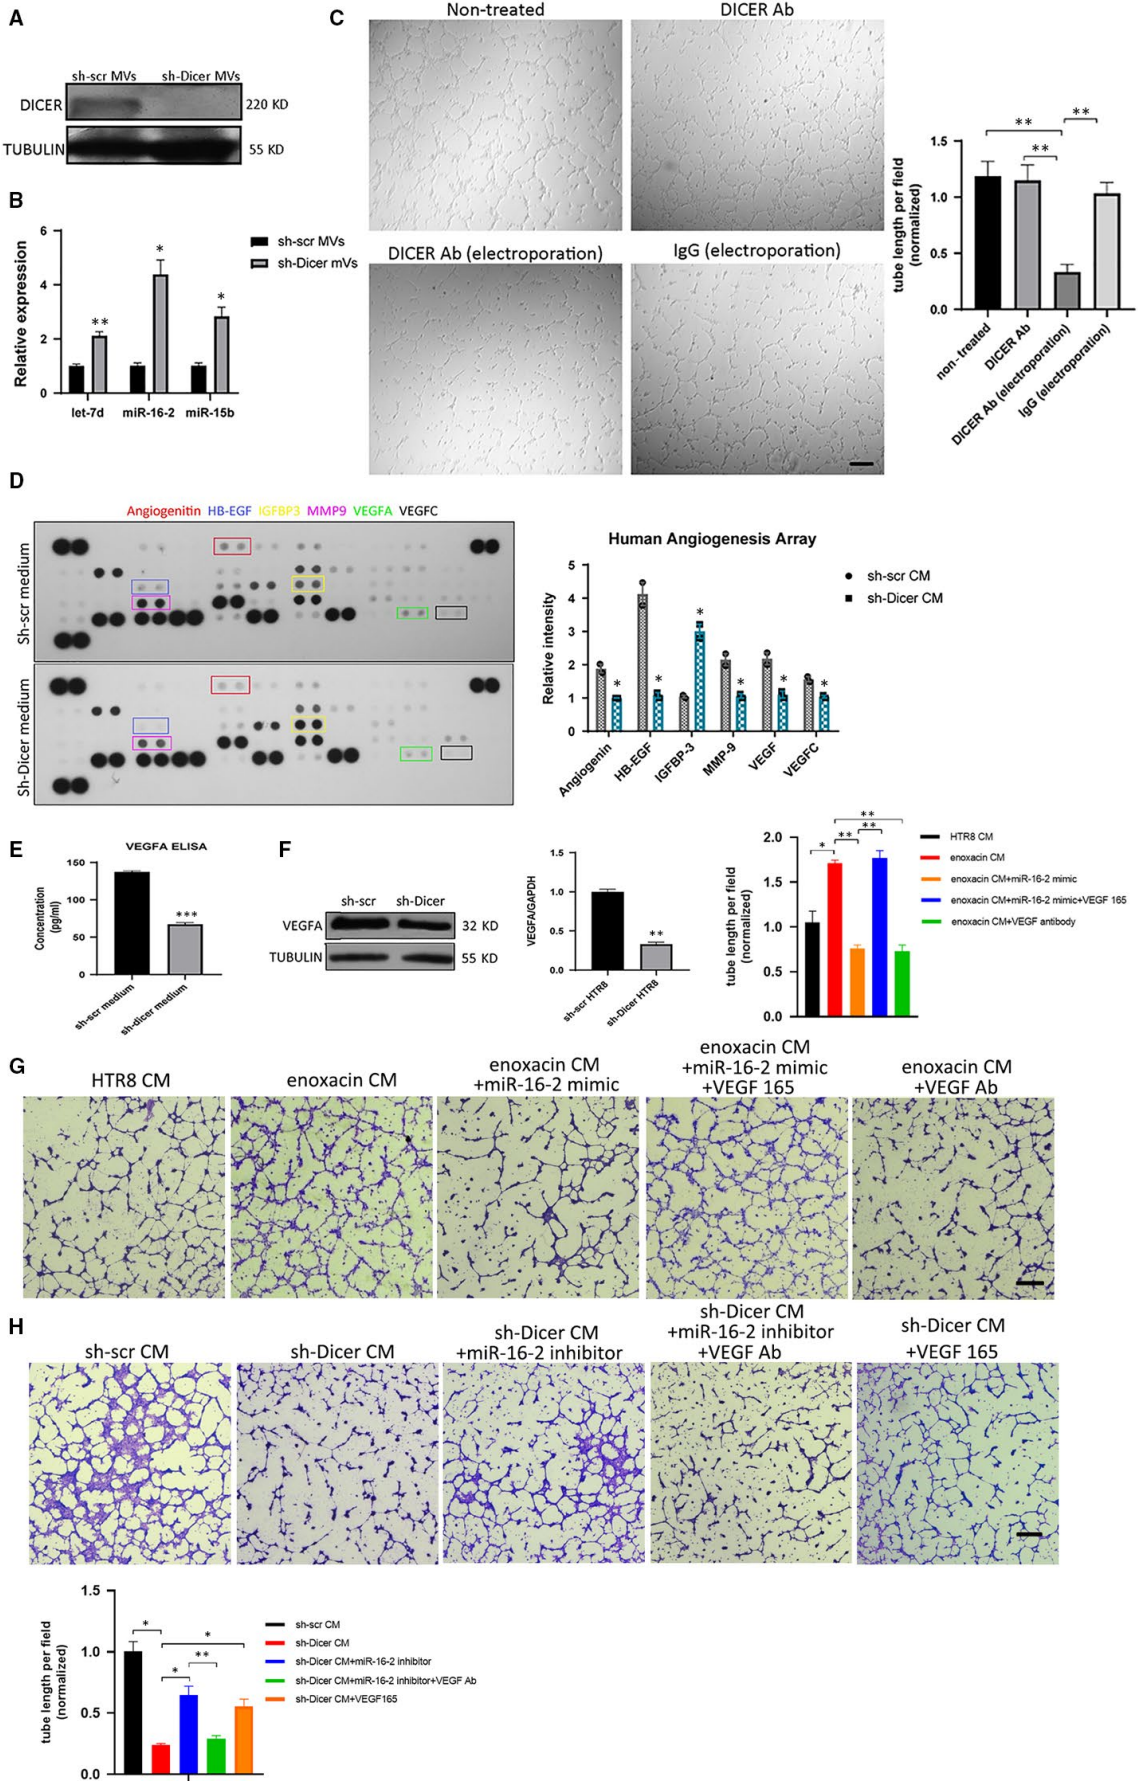 A
sh-scr MVs sh-Dicer MVs
DICER 220 KD
TUBULIN 55 KD
B
6
4
2
0
Relative expression
** * *
let-7d miR-16-2 miR-15b
sh-scr MVs
sh-Dicer mVs
C
Non-treated DICER Ab
DICER Ab (electroporation) IgG (electroporation)
tube length per field
(normalized)
1.5
1.0
0.5
0.0
** ** **
non-treated
DICER Ab
DICER Ab (electroporation)
IgG (electroporation)
D
Angiogenitin HB-EGF IGFBP3 MMP9 VEGFA VEGFC
Sh-scr medium
Sh-Dicer medium
Human Angiogenesis Array
Relative intensity
5
4
3
2
1
0
* * * * * *
Angiogenin
HB-EGF
IGFBP-3
MMP-9
VEGF
VEGFC
sh-scr CM
sh-Dicer CM
E
VEGFA ELISA
Concentration
(pg/ml)
150
100
50
0
***
sh-scr medium
sh-dicer medium
F
sh-scr sh-Dicer
VEGFA 32 KD
TUBULIN 55 KD
VEGFA/GAPDH
1.5
1.0
0.5
0.0
**
sh-scr HTR8
sh-Dicer HTR8
tube length per field
(normalized)
2.0
1.5
1.0
0.5
0.0
* ** ** **
HTR8 CM
enoxacin CM
enoxacin CM+miR-16-2 mimic
enoxacin CM+miR-16-2 mimic+VEGF 165
enoxacin CM+VEGF antibody
G
HTR8 CM
enoxacin CM
enoxacin CM
+miR-16-2 mimic
enoxacin CM
+miR-16-2 mimic
+VEGF 165
enoxacin CM
+VEGF Ab
H
sh-scr CM
sh-Dicer CM
sh-Dicer CM
+miR-16-2 inhibitor
sh-Dicer CM
+miR-16-2 inhibitor
+VEGF Ab
sh-Dicer CM
+VEGF 165
tube length per field
(normalized)
1.5
1.0
0.5
0.0
* * ** *
sh-scr CM
sh-Dicer CM
sh-Dicer CM+miR-16-2 inhibitor
sh-Dicer CM+miR-16-2 inhibitor+VEGF Ab
sh-Dicer CM+VEGF165